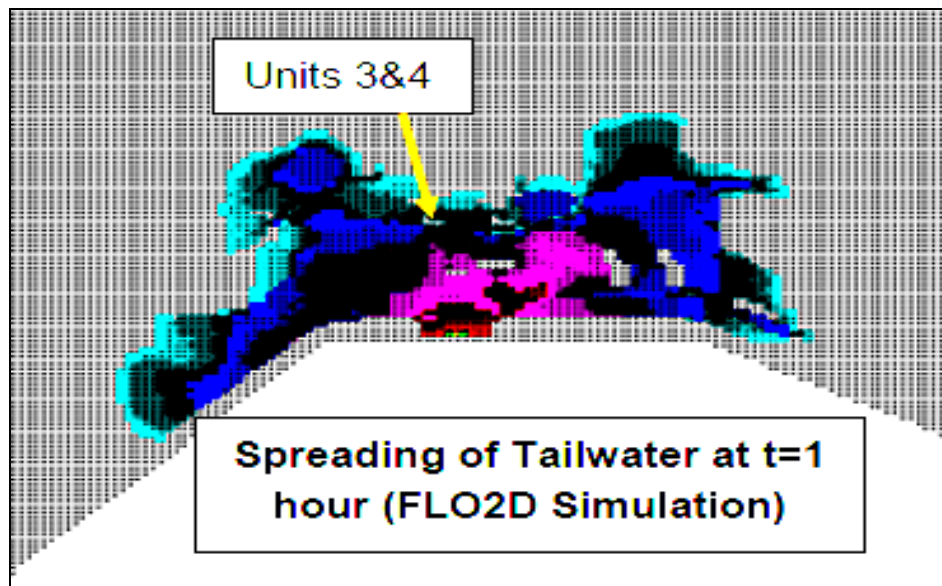 Units 3&4
Spreading of Tailwater at t=1
hour (FLO2D Simulation)